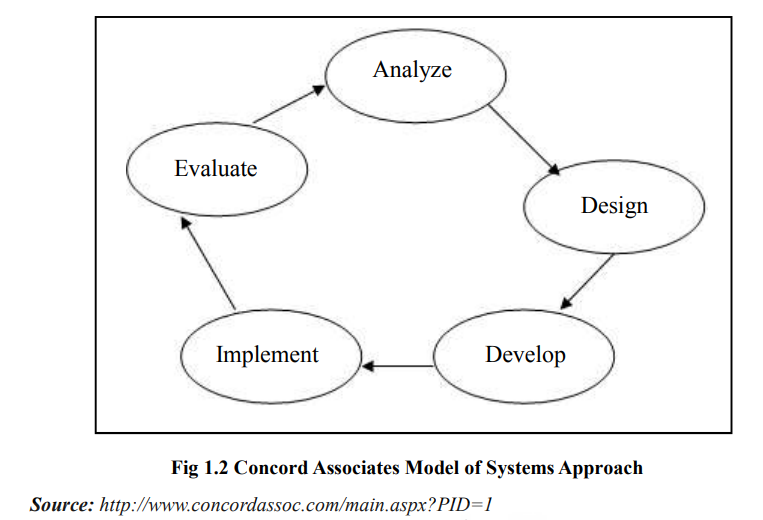 Analyze
Evaluate
Design
Implement
Develop
Fig 1.2 Concord Associates Model of Systems Approach
Source: http://www.concordassoc.com/main.aspx?PID=1